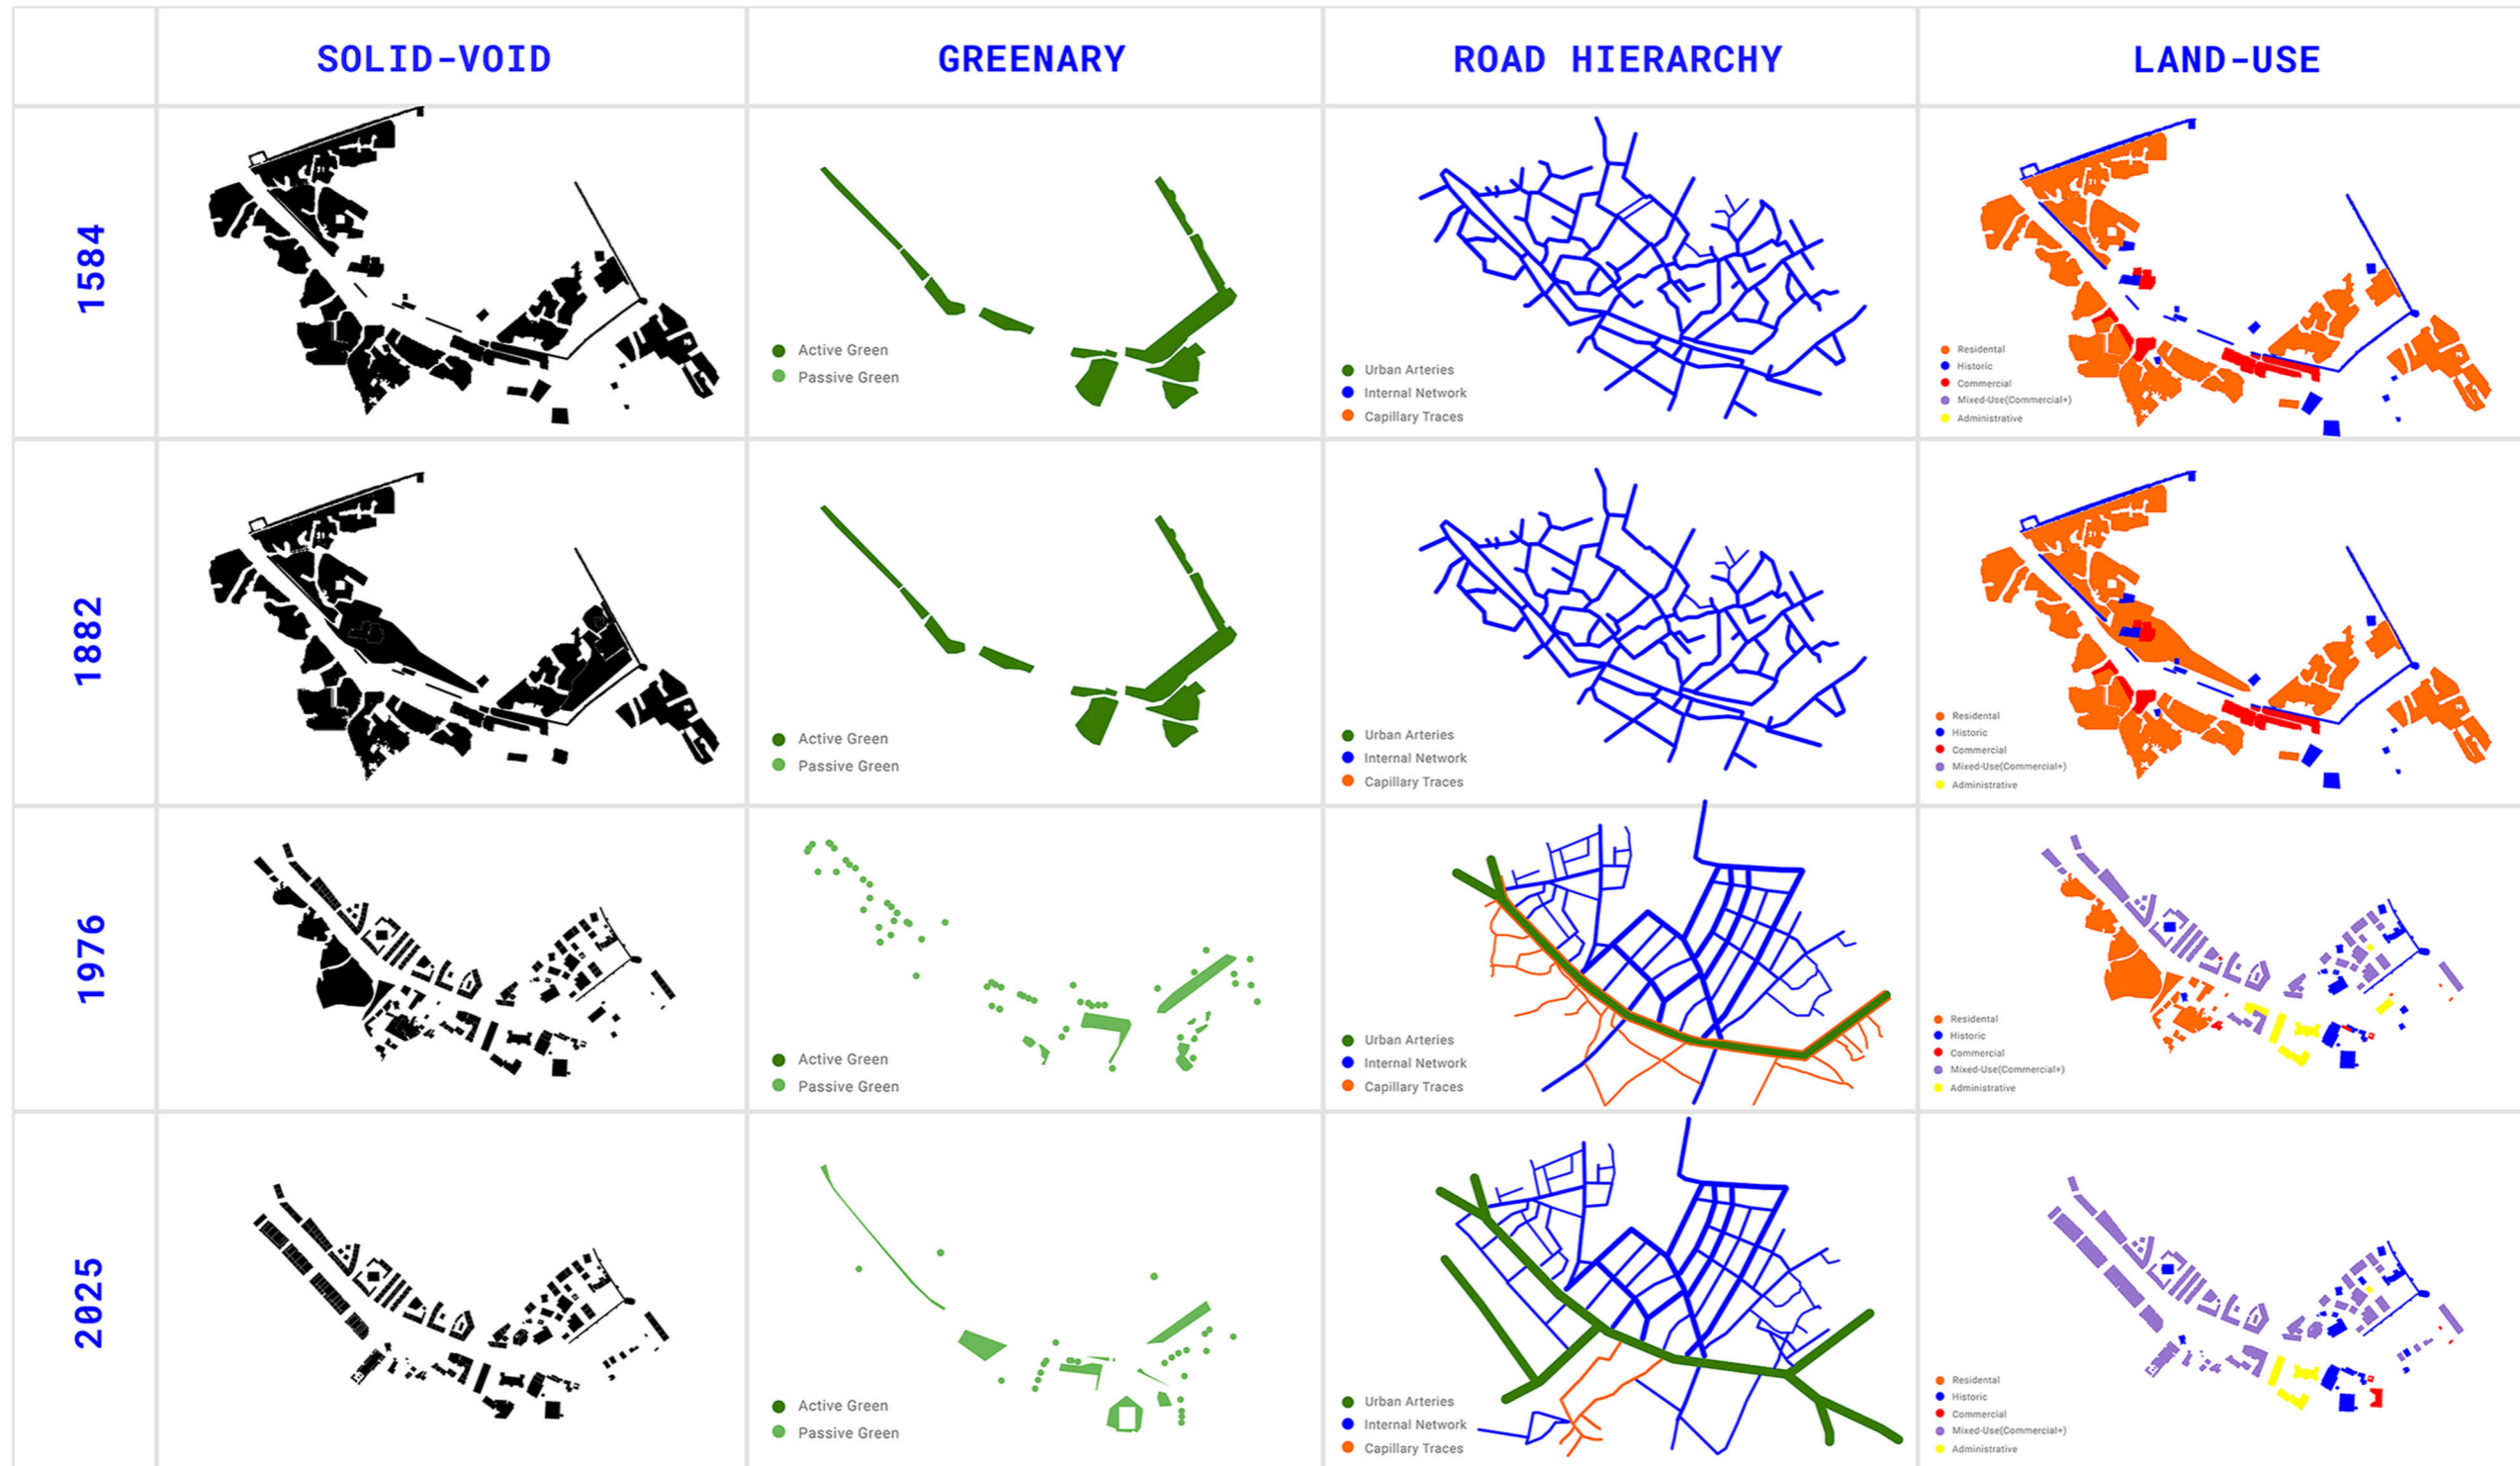 SOLID-VOID
GREENARY
ROAD HIERARCHY
LAND-USE
1584
Active Green
Passive Green
Urban Arteries
Internal Network
Capillary Traces
Residental
Historic
Commercial
Mixed-Use(Commercial+)
Administrative
1882
Active Green
Passive Green
Urban Arteries
Internal Network
Capillary Traces
Residental
Historic
Commercial
Mixed-Use(Commercial+)
Administrative
1976
Active Green
Passive Green
Urban Arteries
Internal Network
Capillary Traces
Residental
Historic
Commercial
Mixed-Use(Commercial+)
Administrative
2025
Active Green
Passive Green
Urban Arteries
Internal Network
Capillary Traces
Residental
Historic
Commercial
Mixed-Use(Commercial+)
Administrative